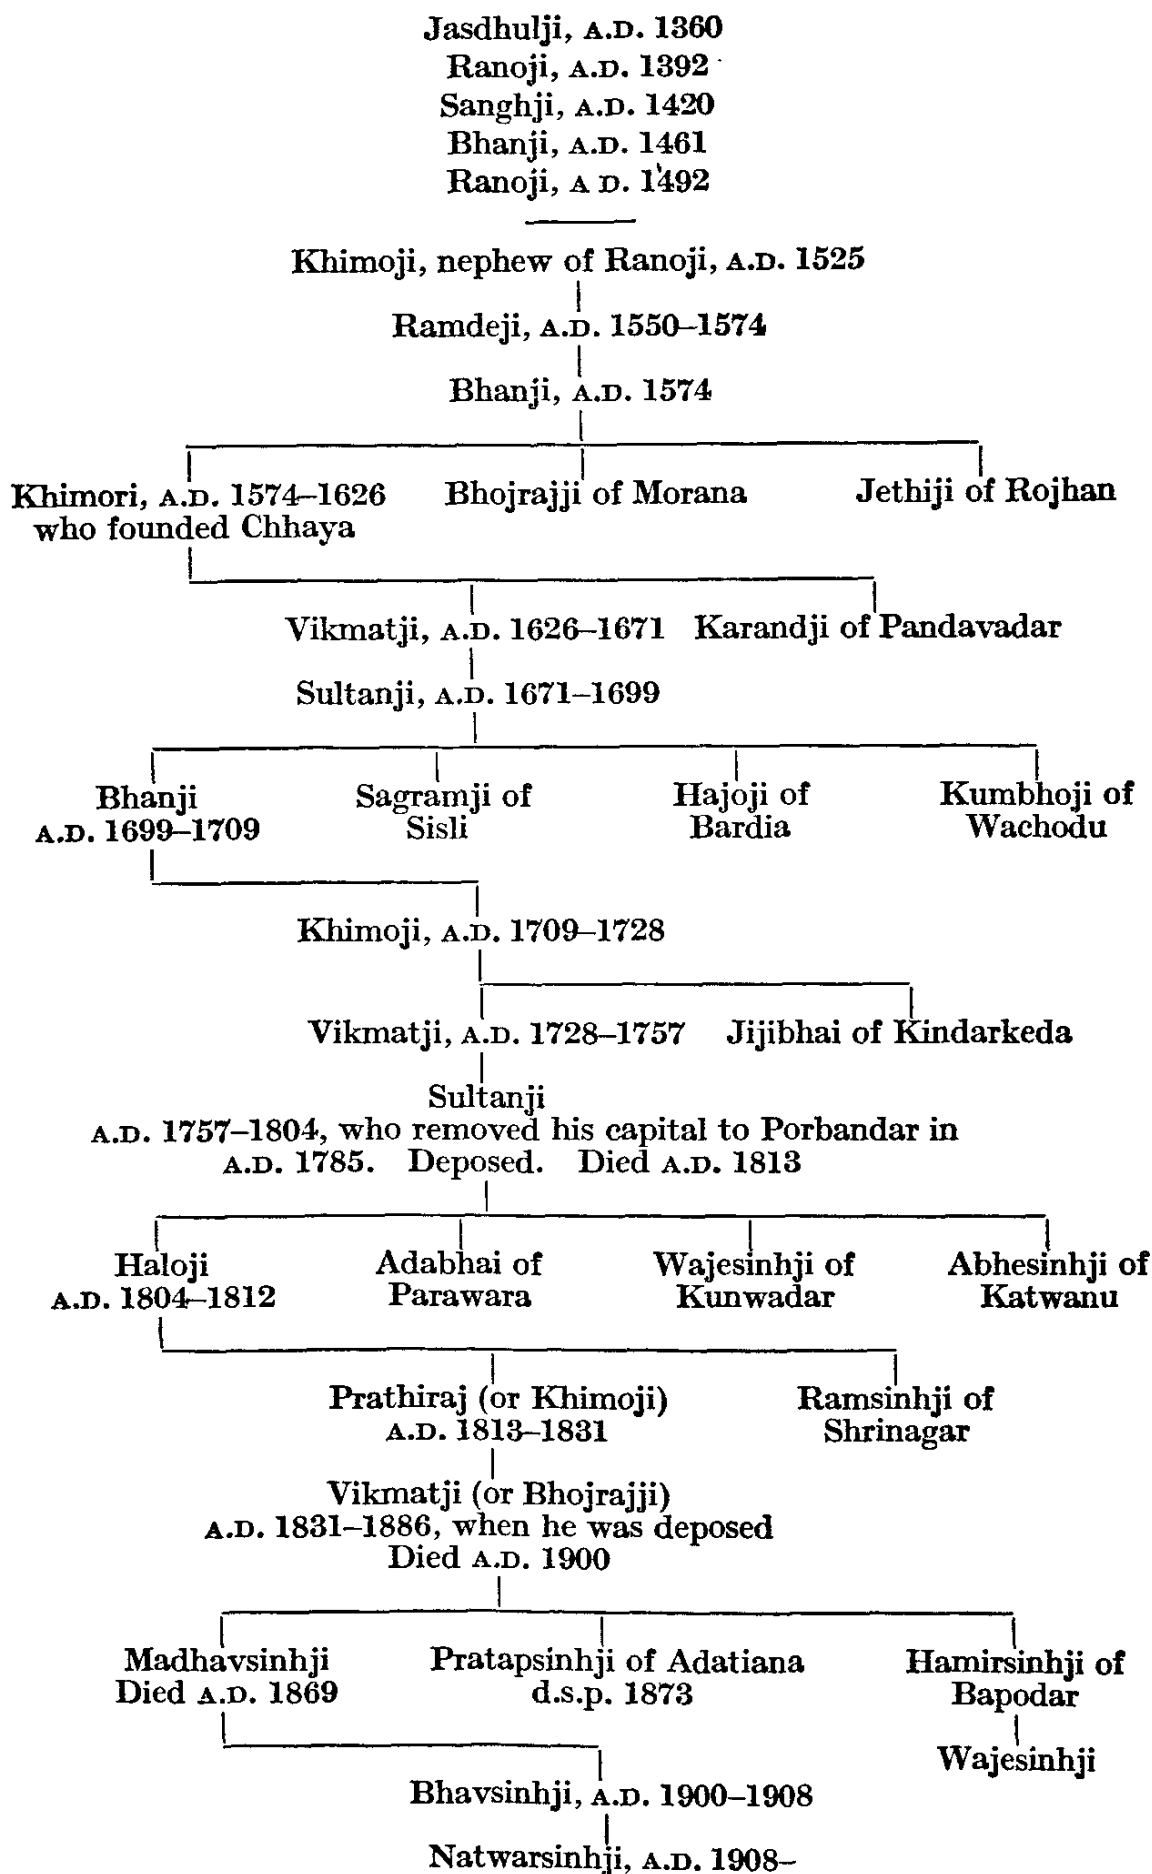 Jasdhulji, A.D. 1360
Ranoji, A.D. 1392
Sanghji, A.D. 1420
Bhanji, A.D. 1461
Ranoji, A D. 1492
Khimoji, nephew of Ranoji, A.D. 1525
Ramdeji, A.D. 1550–1574
Bhanji, A.D. 1574
Khimori, A.D. 1574–1626 Bhojrajji of Morana Jethiji of Rojhan
who founded Chhaya
Vikmatji, A.D. 1626–1671 Karandji of Pandavadar
Sultanji, A.D. 1671–1699
Bhanji Sagramji of Hajoji of Kumbhoji of
A.D. 1699–1709 Sisli Bardia Wachodu
Khimoji, A.D. 1709–1728
Vikmatji, A.D. 1728–1757 Jijibhai of Kindarkeda
Sultanji
A.D. 1757–1804, who removed his capital to Porbandar in
A.D. 1785. Deposed. Died A.D. 1813
Haloji Adabhai of Wajesinhji of Abhesinhji of
A.D. 1804–1812 Parawara Kunwadar Katwanu
Prathiraj (or Khimoji) Ramsinhji of
A.D. 1813–1831 Shrinagar
Vikmatji (or Bhojrajji)
A.D. 1831–1886, when he was deposed
Died A.D. 1900
Madhavsinhji Pratapsinhji of Adatiana Hamirsinhji of
Died A.D. 1869 d.s.p. 1873 Bapodar
Wajesinhji
Bhavsinhji, A.D. 1900–1908
Natwarsinhji, A.D. 1908–